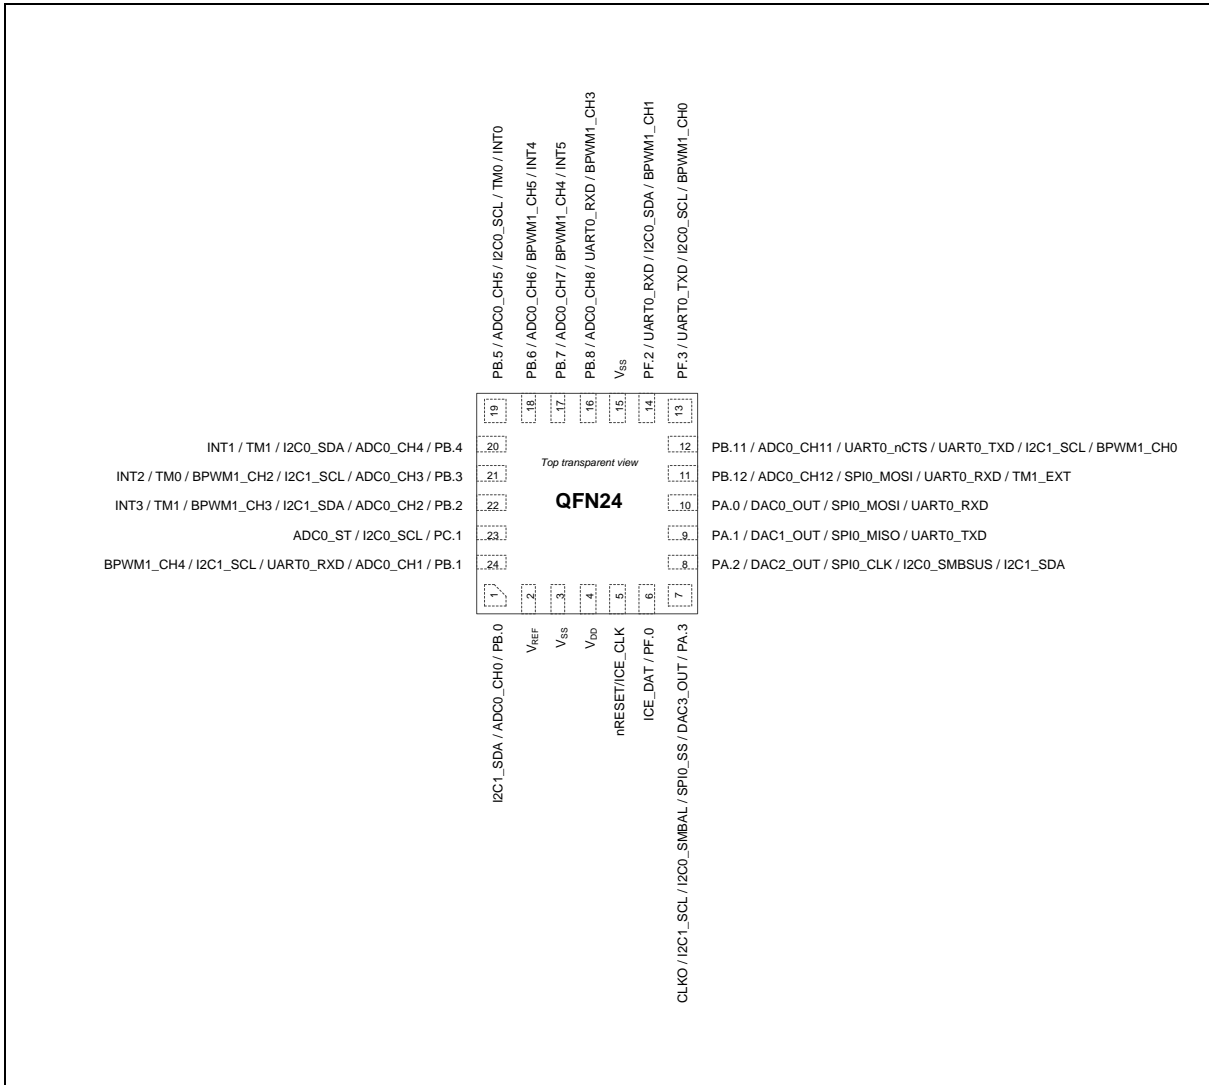 PB.5 / ADC0_CH5 / I2C0_SCL / TM0 / INT0
PB.6 / ADC0_CH6 / BPWM1_CH5 / INT4
PB.7 / ADC0_CH7 / BPWM1_CH4 / INT5
PB.8 / ADC0_CH8/ UART0_RXD / BPWM1_CH3
VSS
PF.2 / UART0_RXD / I2C0_SDA / BPWM1_CH1
PF.3 / UART0_TXD / I2C0_SCL / BPWM1_CH0
19 18 17 16 15 14 13
INT1 / TM1 / I2C0_SDA / ADC0_CH4 / PB.4 20
12 PB.11 / ADC0_CH11 / UART0_nCTS / UART0_TXD / I2C1_SCL / BPWM1_CH0
Top transparent view
INT2 / TM0 / BPWM1_CH2 / I2C1_SCL / ADC0_CH3 / PB.3 21
11 PB.12 / ADC0_CH12 / SPI0_MOSI / UART0_RXD / TM1_EXT
QFN24
INT3 / TM1 / BPWM1_CH3 / I2C1_SDA / ADC0_CH2 / PB.2 22
10 PA.0 / DAC0_OUT / SPI0_MOSI / UART0_RXD
ADC0_ST / I2C0_SCL / PC.1 23
9 PA.1 / DAC1_OUT / SPI0_MISO / UART0_TXD
BPWM1_CH4 / I2C1_SCL / UART0_RXD / ADC0_CH1 / PB.1 24
8 PA.2 / DAC2_OUT / SPI0_CLK / I2C0_SMBSUS / I2C1_SDA
1 2 3 4 5 6 7
I2C1_SDA / ADC0_CH0 / PB.0
VREF
VSS
VDD
nRESET/ICE_CLK
ICE_DAT / PF.0
CLKO / I2C1_SCL / I2C0_SMBAL / SPI0_SS / DAC3_OUT / PA.3